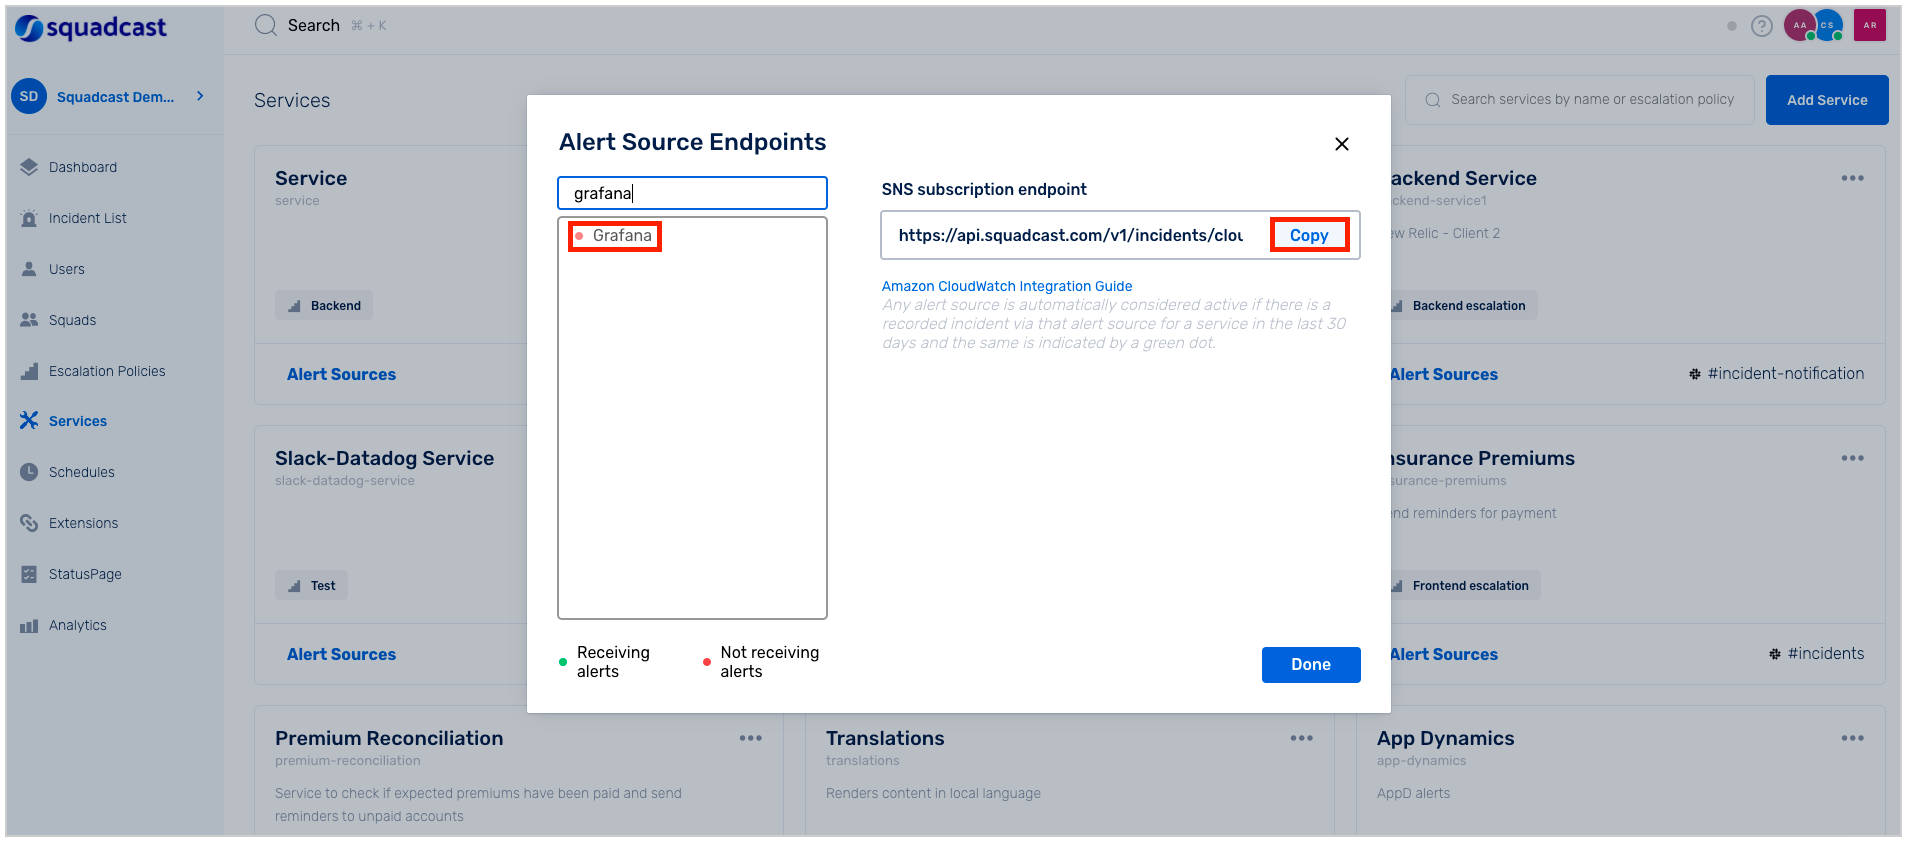 squadcast
Search ⌘ + K
AA
CS
AR
SD
Squadcast Dem...
Dashboard
Incident List
Users
Squads
Escalation Policies
Services
Schedules
Extensions
StatusPage
Analytics
Services
Search services by name or escalation policy
Add Service
Service
service
Backend
Alert Sources
Slack-Datadog Service
slack-datadog-service
Test
Alert Sources
Alert Source Endpoints
grafana
Grafana
Receiving
alerts
Not receiving
alerts
SNS subscription endpoint
https://api.squadcast.com/v1/incidents/clou
Copy
Amazon CloudWatch Integration Guide
Any alert source is automatically considered active if there is a
recorded incident via that alert source for a service in the last 30
days and the same is indicated by a green dot.
Done
ackend Service
ckend-service1
ew Relic - Client 2
Backend escalation
Alert Sources
#incident-notification
nsurance Premiums
surance-premiums
end reminders for payment
Frontend escalation
Alert Sources
#incidents
Premium Reconciliation
premium-reconciliation
Service to check if expected premiums have been paid and send
reminders to unpaid accounts
Translations
translations
Renders content in local language
App Dynamics
app-dynamics
AppD alerts